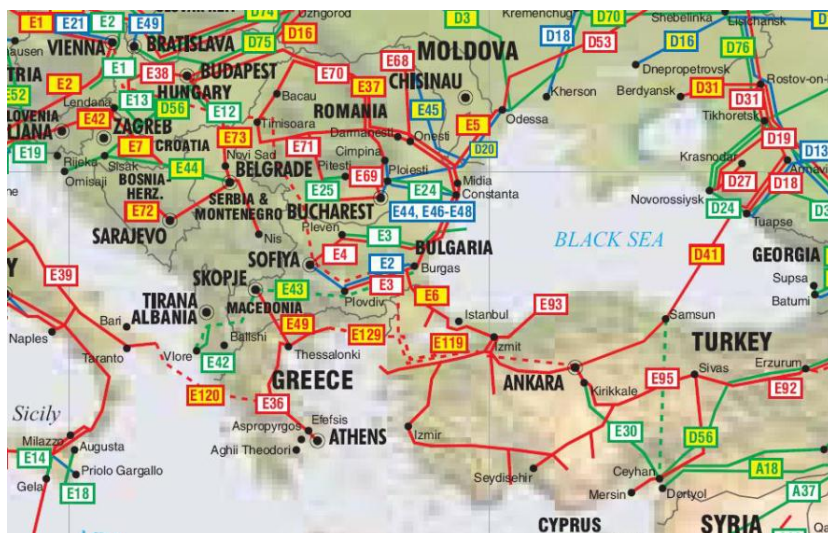 E1
E2
E49
D74
Uzhgorod
D3
Kremenchug
D70
Shebelinka
Lisichansk
E21
VIENNA
BRATISLAVA
D75
D16
E68
MOLDOVA
D18
D53
D16
D76
E1
E38
BUDAPEST
E70
E37
CHISINAU
Dnepropetrovsk
E2
E13
HUNGARY
Bacau
ROMANIA
E45
Kherson
Berdyansk
D31
Rostov-on-
E52
Lendana
D56
E12
D31
E42
ZAGREB
Timisoara
Darmanesti
Onesti
E5
Odessa
Tikhoretsk
E7
CROATIA
E73
E71
Cimpina
D20
D19
E19
Rijeka
Sisak
Novi Sad
Pitesti
Ploiesti
Krasnodar
D13
Omisaji
E44
BELGRADE
E69
Midia
D27
D18
BOSNIA-
HERZ.
E25
E24
Constanta
Novorossiysk
SERBIA &
MONTENEGRO
BUCHAREST
E44, E46-E48
D24
Tuapse
E72
SARAJEVO
Pleven
E3
Nis
E4
BULGARIA
BLACK SEA
D41
GEORGIA
SOFIYA
E2
Burgas
E39
SKOPJE
E43
E3
Supsa
TIRANA
Plovdiv
E6
E93
Batumi
ALBANIA
MACEDONIA
Istanbul
Samsun
Bari
E49
E129
TURKEY
Naples
Ballshi
E119
Izmit
Taranto
Vlore
E42
Thessalonki
Sivas
Erzurum
GREECE
ANKARA
Kirikkale
E95
E92
E120
E36
Sicily
Efefsis
Aspropyrgos
E30
D56
Milazzo
ATHENS
Izmir
Augusta
Aghii Theodori
E14
Priolo Gargallo
Seydisehir
Ceyhan
A18
Gela
E18
Mersin
Dortyol
A37
CYPRUS
SYRIA